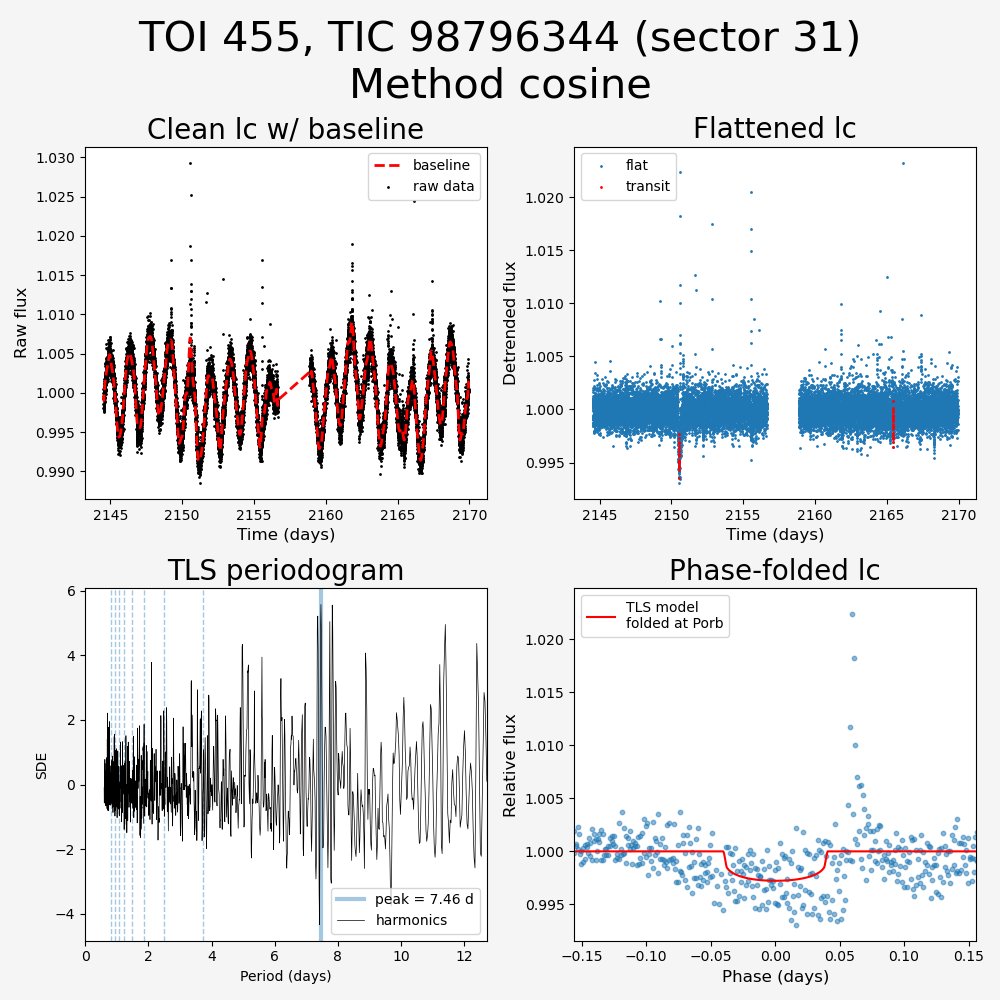 TOI 455, TIC 98796344 (sector 31)
Method cosine
Clean lc w/ baseline
baseline
raw data
1.030
1.025
1.020
1.015
1.010
1.005
1.000
0.995
0.990
Raw flux
2145
2150
2155
2160
2165
2170
Time (days)
Flattened lc
flat
transit
1.020
1.015
1.010
1.005
1.000
0.995
Detrended flux
2145
2150
2155
2160
2165
2170
Time (days)
TLS periodogram
6
4
2
0
−2
−4
SDE
peak = 7.46 d
harmonics
0
2
4
6
8
10
12
Period (days)
Phase-folded lc
TLS model
folded at Porb
1.020
1.015
1.010
1.005
1.000
0.995
Relative flux
−0.15
−0.10
−0.05
0.00
0.05
0.10
0.15
Phase (days)